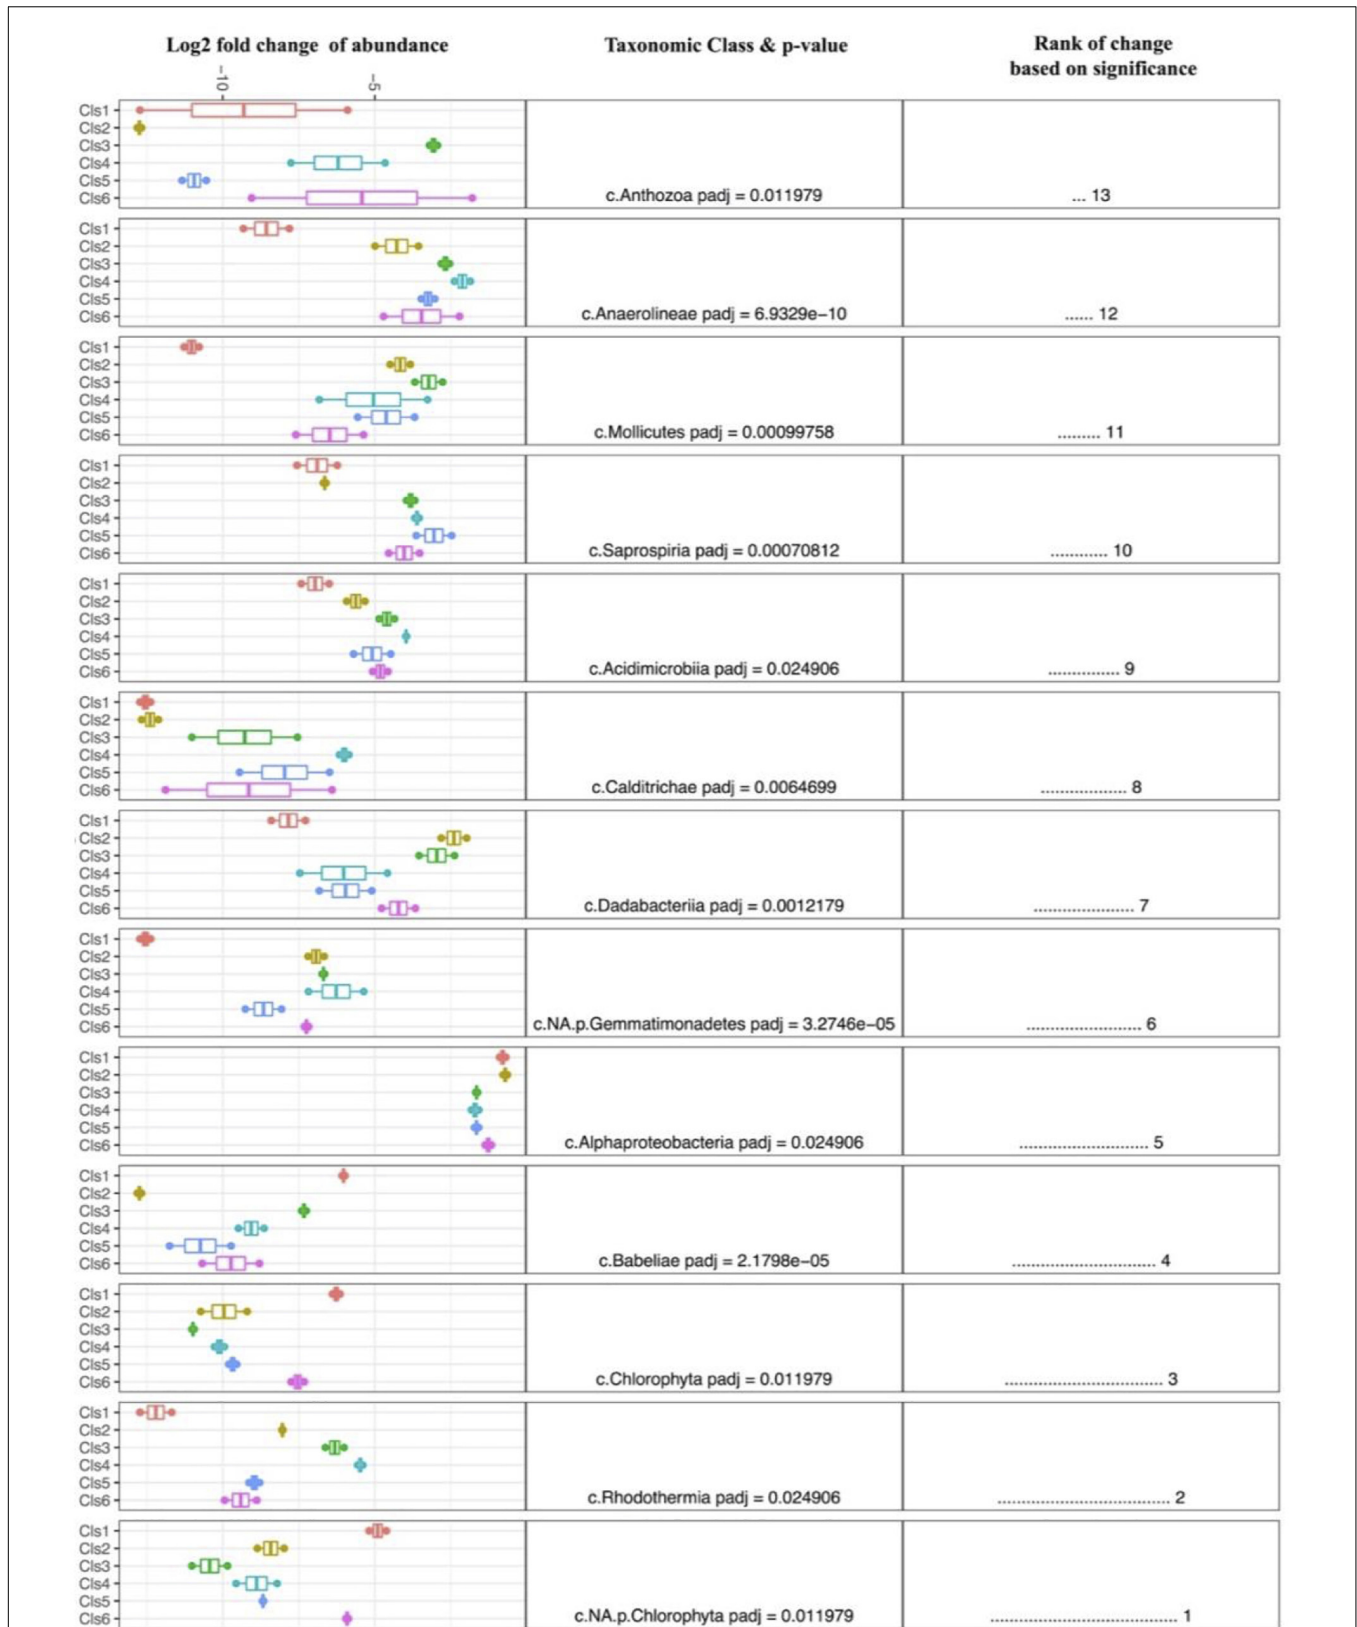 Log2 fold change of abundance
Taxonomic Class & p-value
Rank of change
based on significance
−10
−5
Cls1
Cls2
Cls3
Cls4
Cls5
Cls6
c.Anthozoa padj = 0.011979
... 13
Cls1
Cls2
Cls3
Cls4
Cls5
Cls6
c.Anaerolineae padj = 6.9329e−10
...... 12
Cls1
Cls2
Cls3
Cls4
Cls5
Cls6
c.Mollicutes padj = 0.00099758
......... 11
Cls1
Cls2
Cls3
Cls4
Cls5
Cls6
c.Saprospiria padj = 0.00070812
............ 10
Cls1
Cls2
Cls3
Cls4
Cls5
Cls6
c.Acidimicrobiia padj = 0.024906
............... 9
Cls1
Cls2
Cls3
Cls4
Cls5
Cls6
c.Calditrichae padj = 0.0064699
.................. 8
Cls1
Cls2
Cls3
Cls4
Cls5
Cls6
c.Dadabacteriia padj = 0.0012179
..................... 7
Cls1
Cls2
Cls3
Cls4
Cls5
Cls6
c.NA.p.Gemmatimonadetes padj = 3.2746e−05
........................ 6
Cls1
Cls2
Cls3
Cls4
Cls5
Cls6
c.Alphaproteobacteria padj = 0.024906
........................... 5
Cls1
Cls2
Cls3
Cls4
Cls5
Cls6
c.Babeliae padj = 2.1798e−05
.............................. 4
Cls1
Cls2
Cls3
Cls4
Cls5
Cls6
c.Chlorophyta padj = 0.011979
................................. 3
Cls1
Cls2
Cls3
Cls4
Cls5
Cls6
c.Rhodothermia padj = 0.024906
.................................... 2
Cls1
Cls2
Cls3
Cls4
Cls5
Cls6
c.NA.p.Chlorophyta padj = 0.011979
....................................... 1